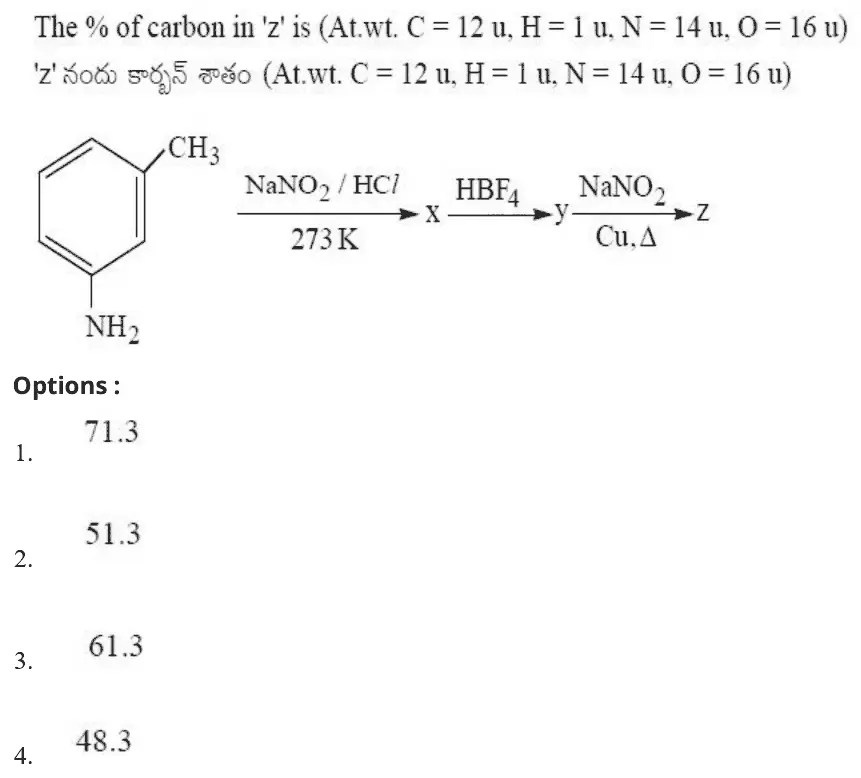 The % of carbon in 'z' is (At.wt. C = 12 u, H = 1 u, N = 14 u, O = 16 u)
'z' నందు కార్బన్ శాతం (At.wt. C = 12 u, H = 1 u, N = 14 u, O = 16 u)
CH3
NaNO2 / HCl
273 K
x
HBF4
y
NaNO2
Cu, Δ
z
NH2
Options :
1. 71.3
2. 51.3
3. 61.3
4. 48.3